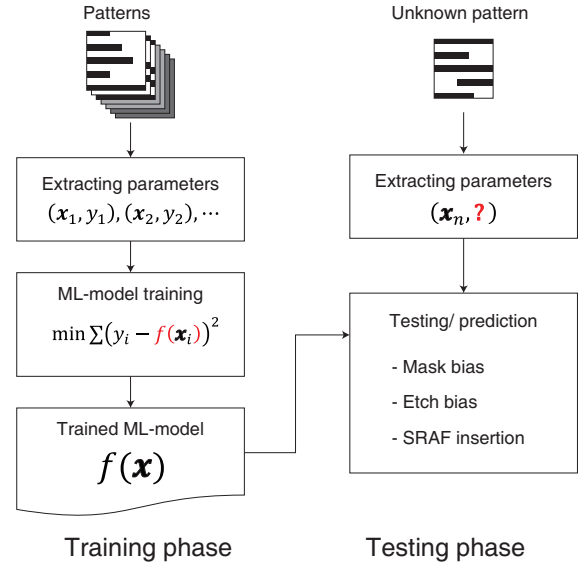 Patterns
Extracting parameters
(x₁, y₁), (x₂, y₂), ⋯
ML-model training
min ∑(yᵢ − f(xᵢ))²
Trained ML-model
f(x)
Training phase
Unknown pattern
Extracting parameters
(xₙ, ?)
Testing/ prediction
- Mask bias
- Etch bias
- SRAF insertion
Testing phase